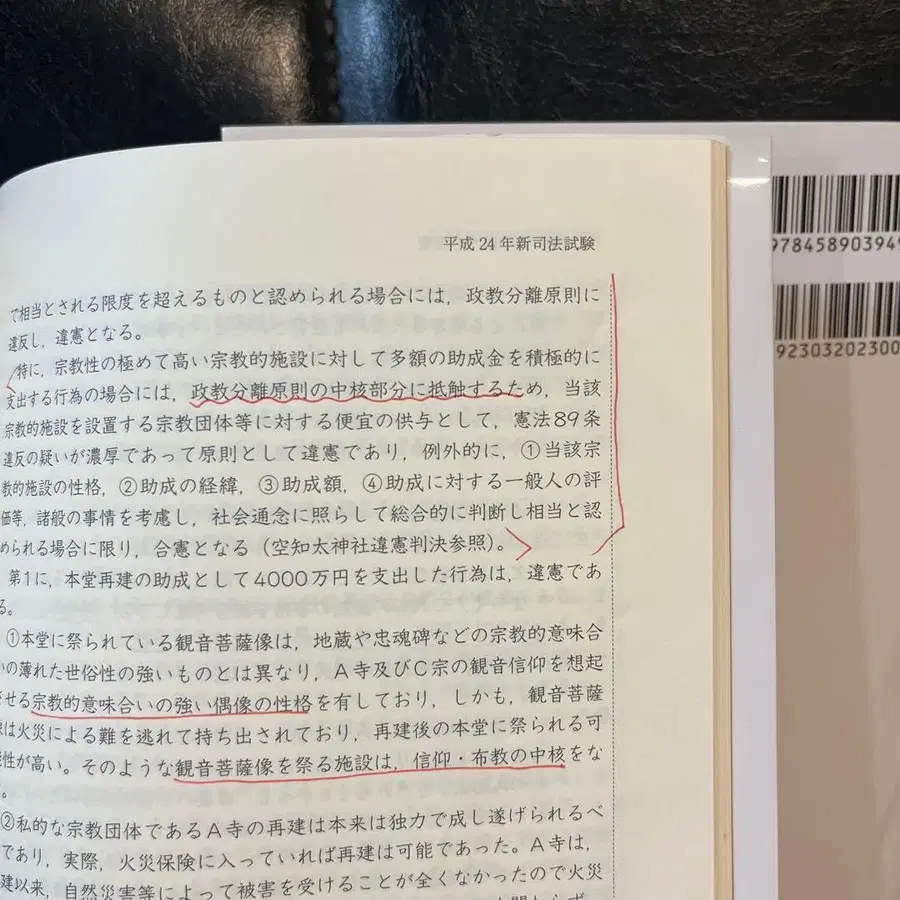 平成24年新司法試験
で相当とされる限度を超えるものと認められる場合には，政教分離原則に
違反し，違憲となる。
特に，宗教性の極めて高い宗教的施設に対して多額の助成金を積極的に
支出する行為の場合には，政教分離原則の中核部分に抵触するため，当該
宗教的施設を設置する宗教団体等に対する便宜の供与として，憲法89条
違反の疑いが濃厚であって原則として違憲であり，例外的に，①当該宗
教的施設の性格，②助成の経緯，③助成額，④助成に対する一般人の評
価等，諸般の事情を考慮し，社会通念に照らして総合的に判断し相当と認
められる場合に限り，合憲となる（空知太神社違憲判決参照）。
第1に，本堂再建の助成として4000万円を支出した行為は，違憲であ
る。
①本堂に祭られている観音菩薩像は，地蔵や忠魂碑などの宗教的意味合
いの薄れた世俗性の強いものとは異なり，A寺及びC宗の観音信仰を想起
させる宗教的意味合いの強い偶像の性格を有しており，しかも，観音菩薩
像は火災による難を逃れて持ち出されており，再建後の本堂に祭られる可
能性が高い。そのような観音菩薩像を祭る施設は，信仰・布教の中核をな
。
②私的な宗教団体であるA寺の再建は本来は独力で成し遂げられるべ
であり，実際，火災保険に入っていれば再建は可能であった。A寺は，
建以来，自然災害等によって被害を受けることが全くなかったので火災
9784589039​4
92303202300